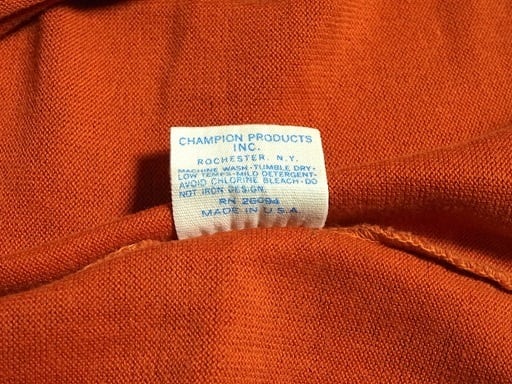 CHAMPION PRODUCTS
INC.
ROCHESTER, N.Y.
MACHINE WASH-TUMBLE DRY-
LOW TEMPS-MILD DETERGENT-
AVOID CHLORINE BLEACH-DO
NOT IRON DESIGN.
RN 26094
MADE IN U.S.A.